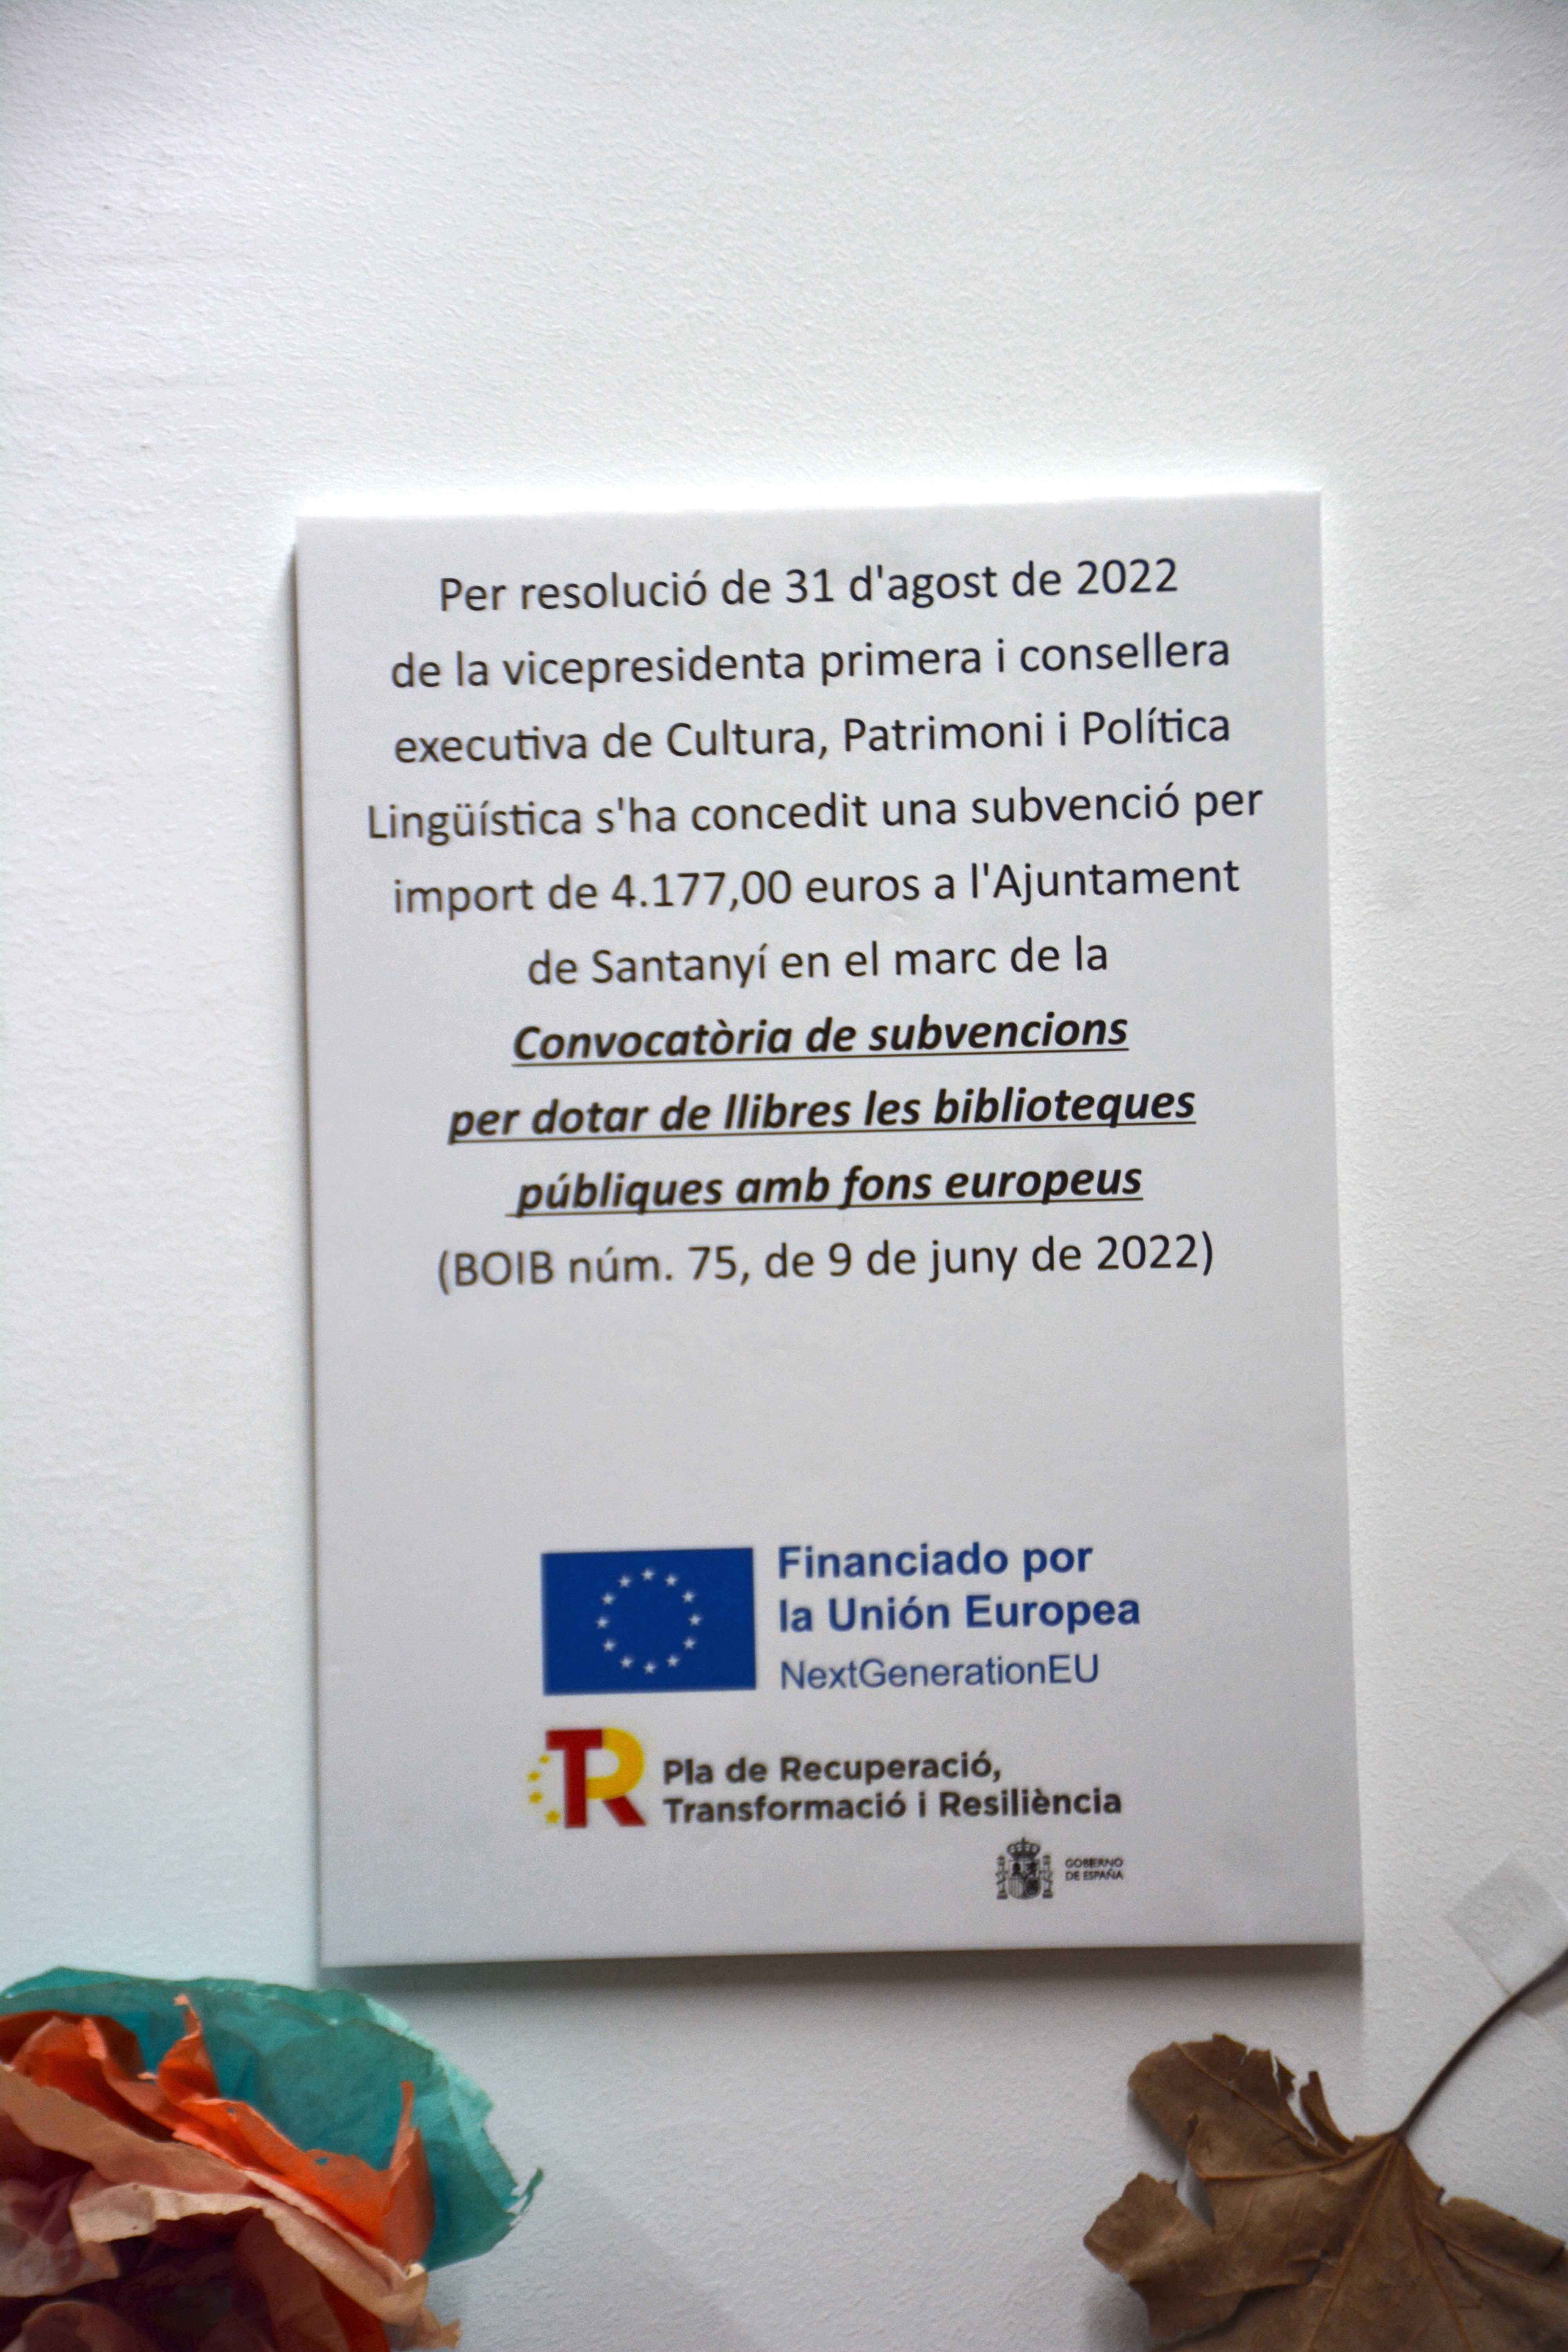 Per resolució de 31 d'agost de 2022
de la vicepresidenta primera i consellera
executiva de Cultura, Patrimoni i Política
Lingüística s'ha concedit una subvenció per
import de 4.177,00 euros a l'Ajuntament
de Santanyí en el marc de la
Convocatòria de subvencions
per dotar de llibres les biblioteques
públiques amb fons europeus
(BOIB núm. 75, de 9 de juny de 2022)
Financiado por
la Unión Europea
NextGenerationEU
TR
Pla de Recuperació,
Transformació i Resiliència
GOBIERNO
DE ESPAÑA